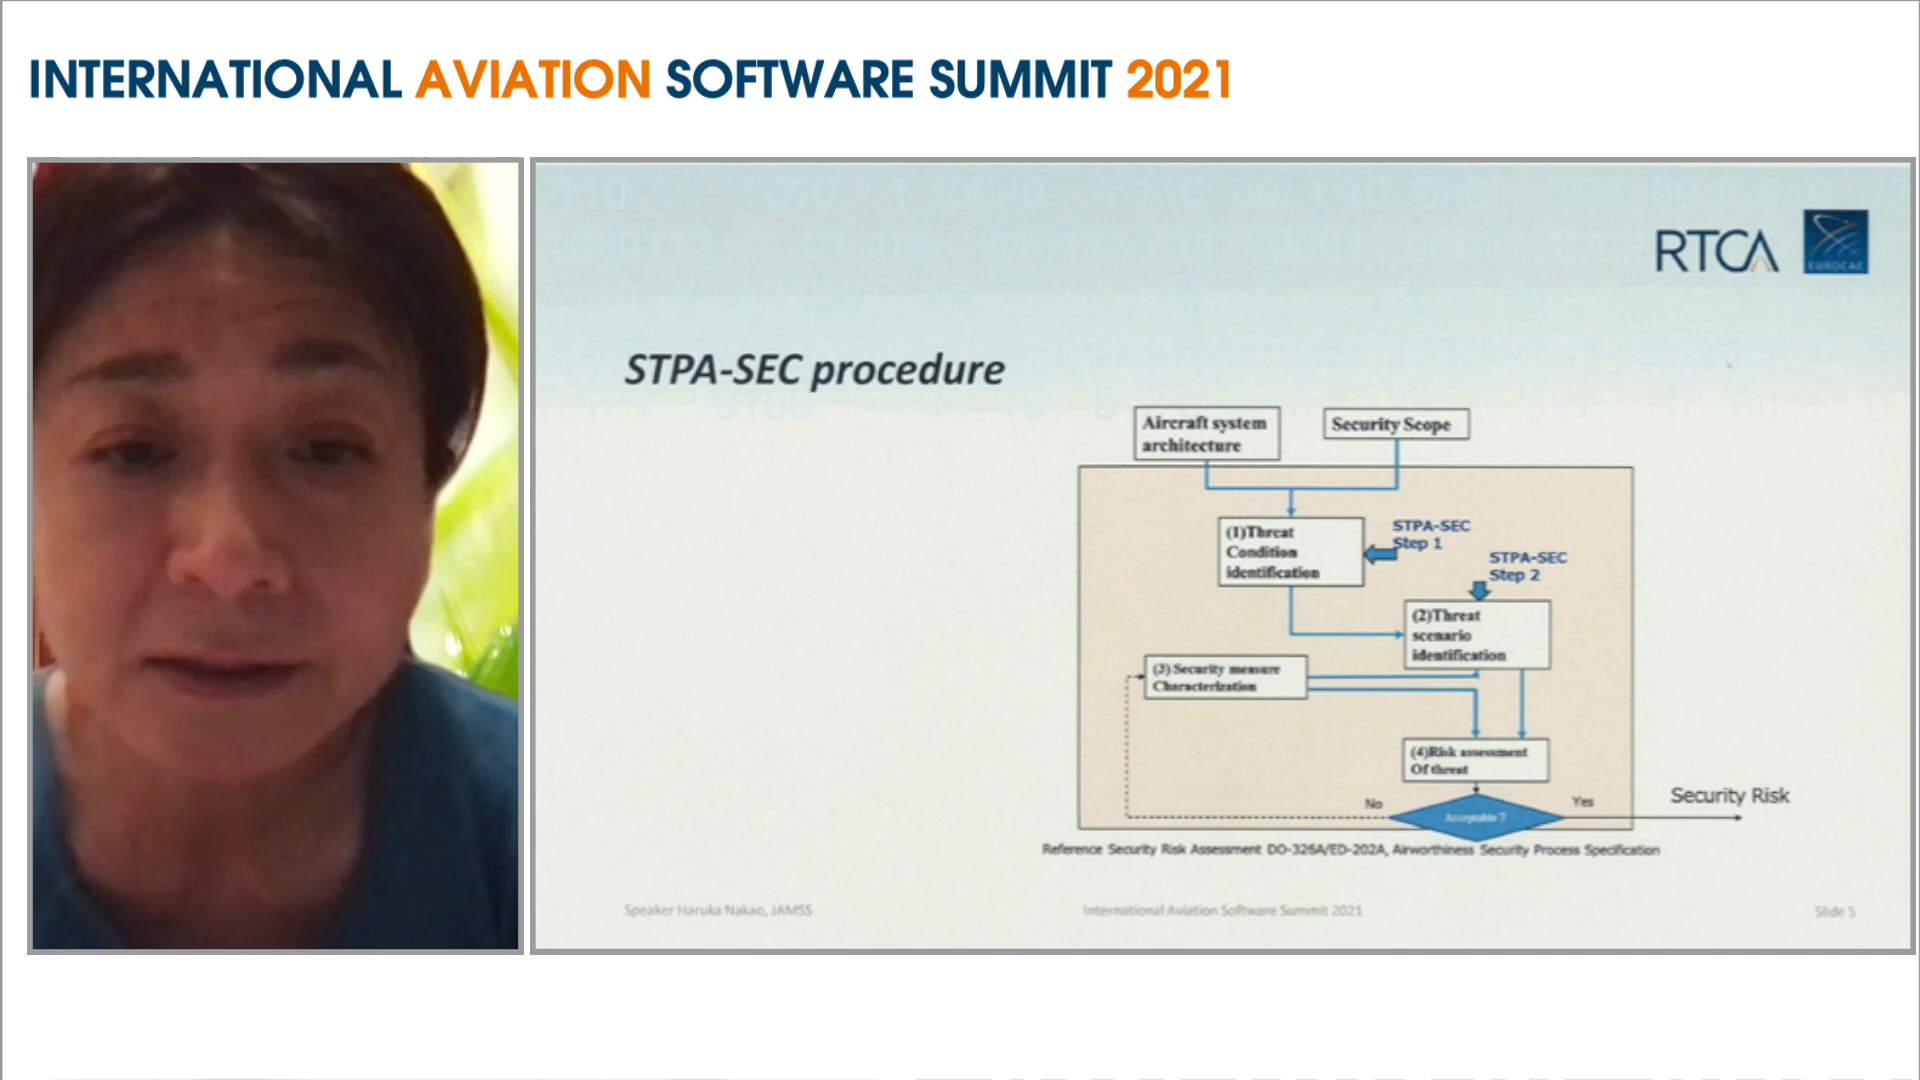 INTERNATIONAL AVIATION SOFTWARE SUMMIT 2021
RTCA
EUROCAE
STPA-SEC procedure
Aircraft system
architecture
Security Scope
(1)Threat
Condition
identification
STPA-SEC
Step 1
STPA-SEC
Step 2
(2)Threat
scenario
identification
(3) Security measure
Characterization
(4)Risk assessment
Of threat
No
Acceptable ?
Yes
Security Risk
Reference Security Risk Assessment DO-326A/ED-202A, Airworthiness Security Process Specification
Speaker Haruka Nakao, JAMSS
International Aviation Software Summit 2021
Slide 5